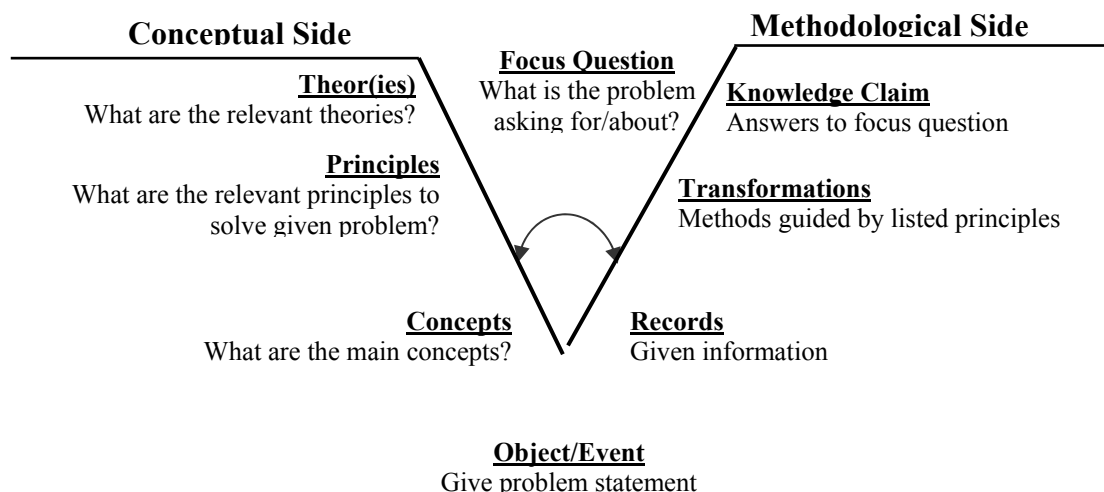 Conceptual Side
Methodological Side
Theor(ies)
What are the relevant theories?
Focus Question
What is the problem
asking for/about?
Knowledge Claim
Answers to focus question
Principles
What are the relevant principles to
solve given problem?
Transformations
Methods guided by listed principles
Concepts
What are the main concepts?
Records
Given information
Object/Event
Give problem statement